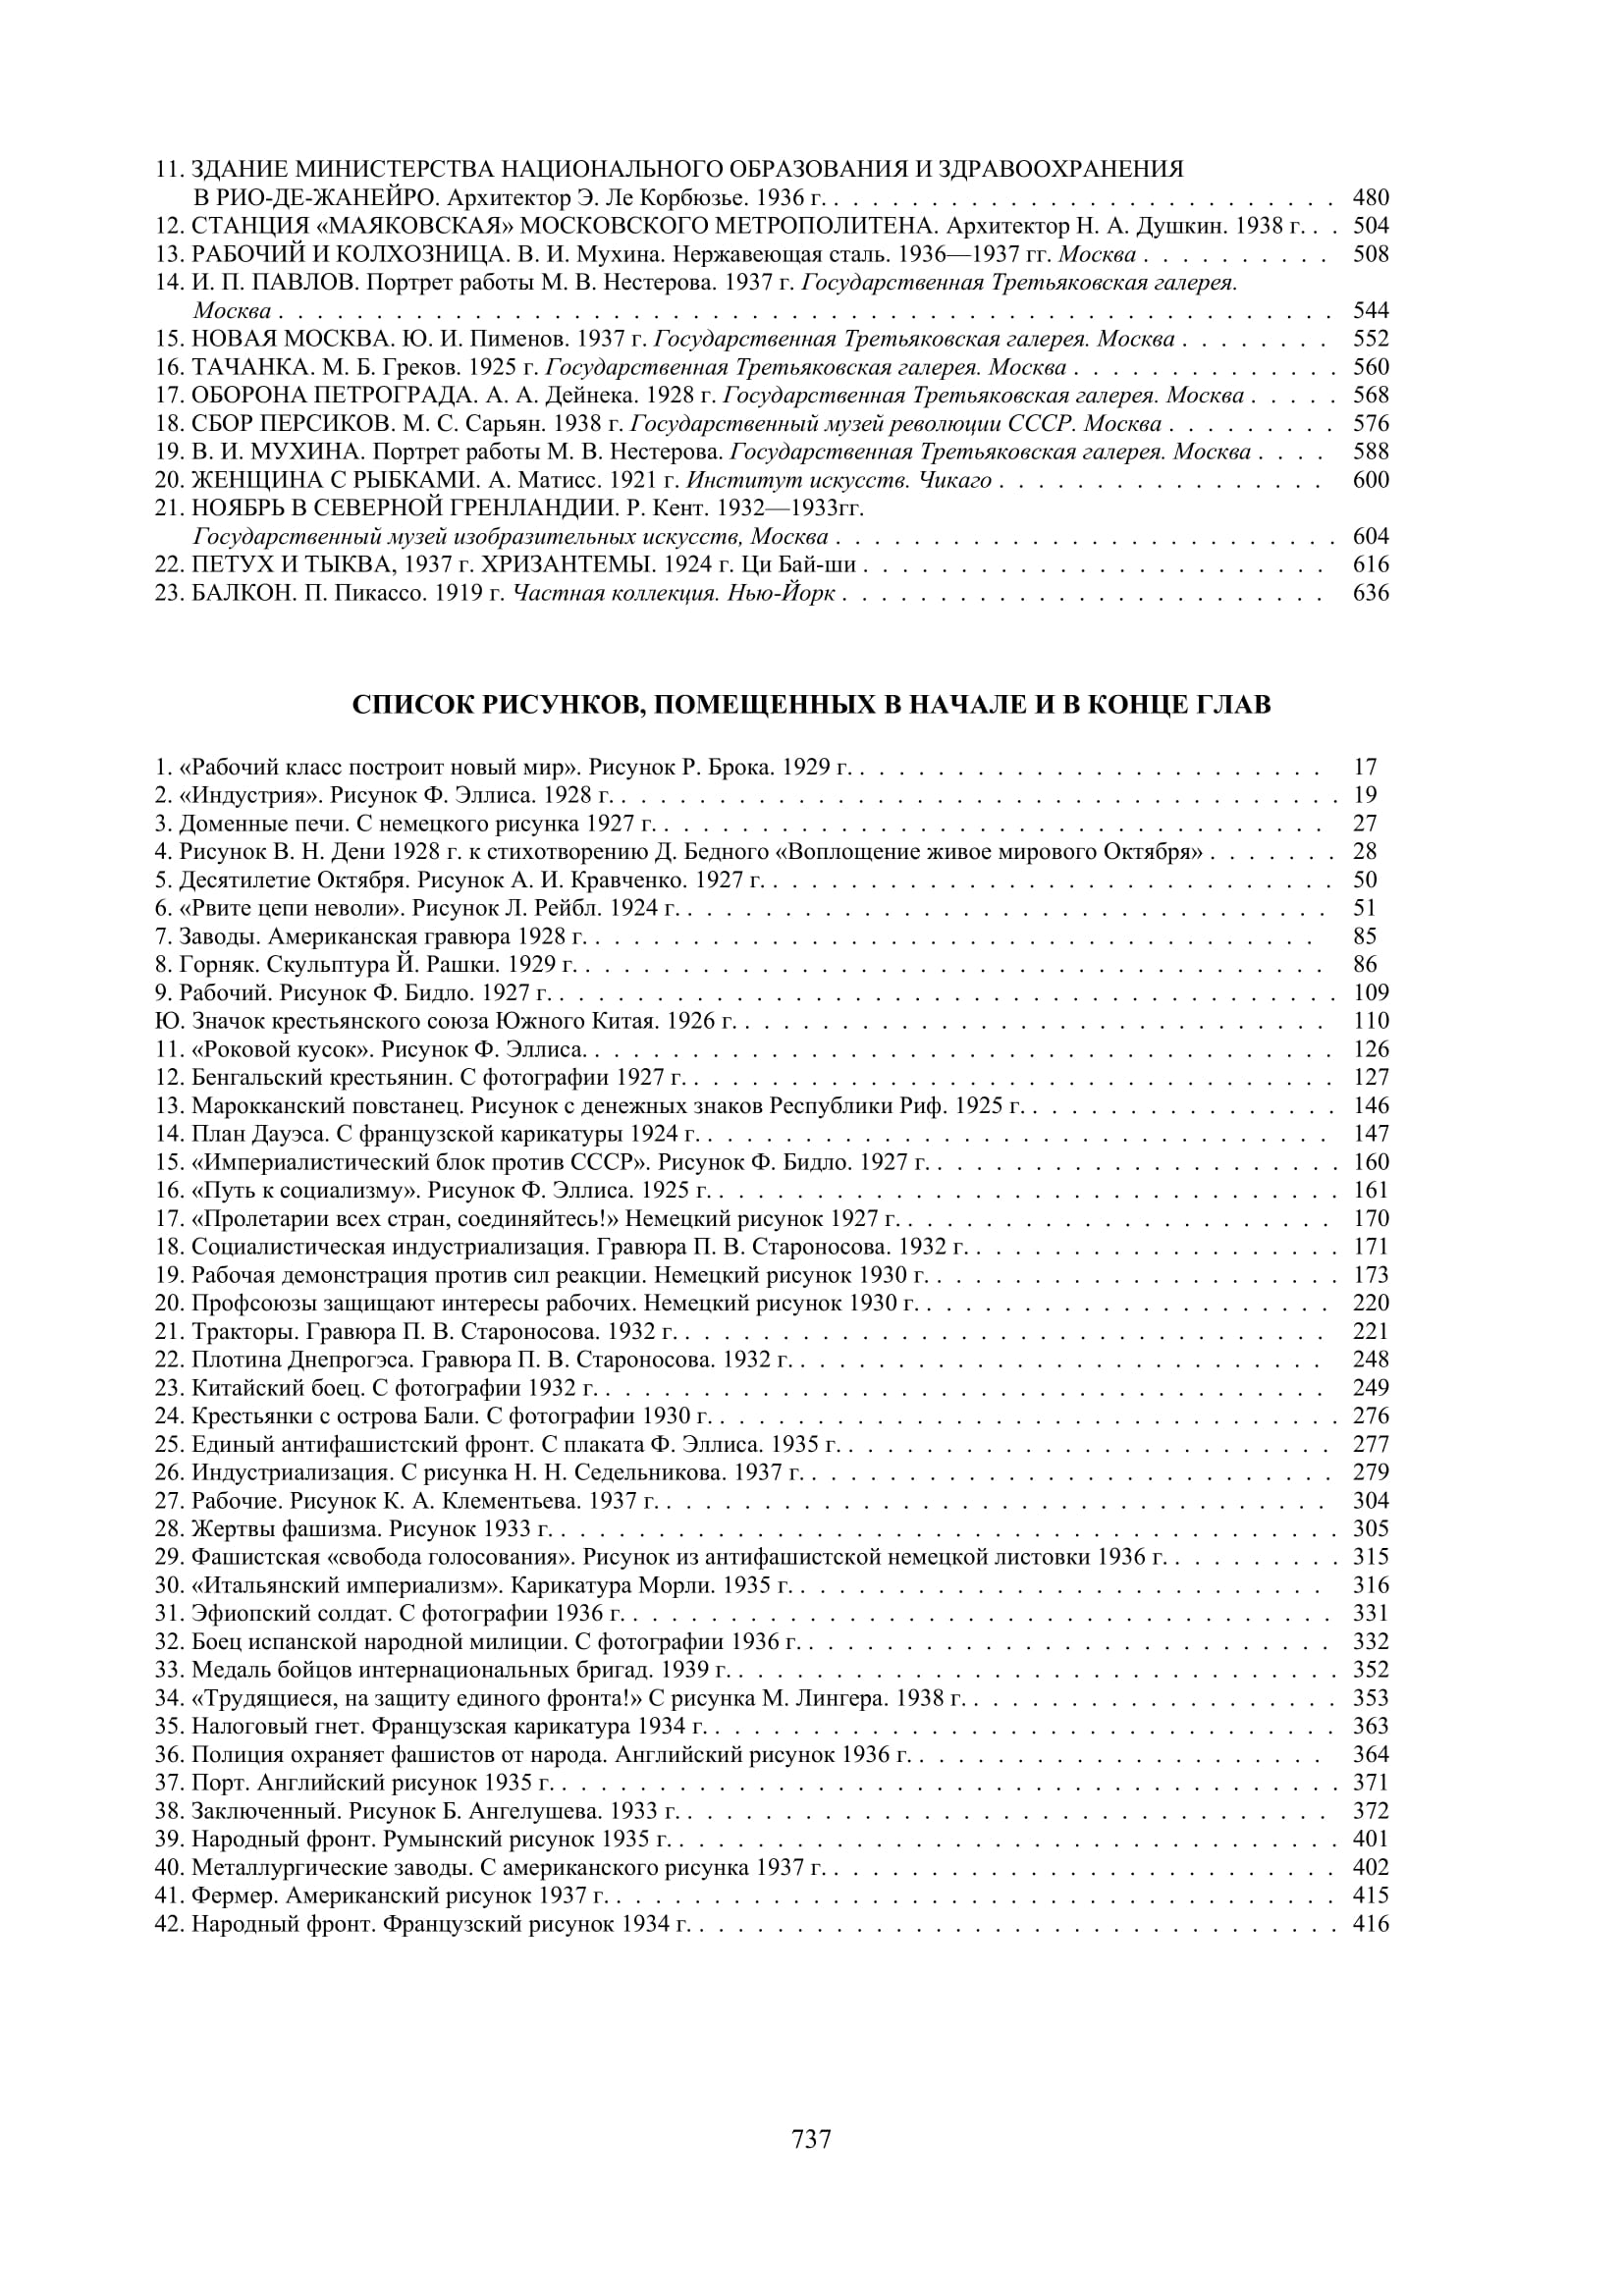 11. ЗДАНИЕ МИНИСТЕРСТВА НАЦИОНАЛЬНОГО ОБРАЗОВАНИЯ И ЗДРАВООХРАНЕНИЯ
В РИО-ДЕ-ЖАНЕЙРО. Архитектор Э. Ле Корбюзье. 1936 г. . . . . . . . . . . . . . . . . . . . . . . . . . . 480
12. СТАНЦИЯ «МАЯКОВСКАЯ» МОСКОВСКОГО МЕТРОПОЛИТЕНА. Архитектор Н. А. Душкин. 1938 г. . . 504
13. РАБОЧИЙ И КОЛХОЗНИЦА. В. И. Мухина. Нержавеющая сталь. 1936—1937 гг. Москва . . . . . . . . . . 508
14. И. П. ПАВЛОВ. Портрет работы М. В. Нестерова. 1937 г. Государственная Третьяковская галерея.
Москва . . . . . . . . . . . . . . . . . . . . . . . . . . . . . . . . . . . . . . . . . . . . . . . . . . . . . . 544
15. НОВАЯ МОСКВА. Ю. И. Пименов. 1937 г. Государственная Третьяковская галерея. Москва . . . . . . . . 552
16. ТАЧАНКА. М. Б. Греков. 1925 г. Государственная Третьяковская галерея. Москва . . . . . . . . . . . . . . 560
17. ОБОРОНА ПЕТРОГРАДА. А. А. Дейнека. 1928 г. Государственная Третьяковская галерея. Москва . . . . . 568
18. СБОР ПЕРСИКОВ. М. С. Сарьян. 1938 г. Государственный музей революции СССР. Москва . . . . . . . . . 576
19. В. И. МУХИНА. Портрет работы М. В. Нестерова. Государственная Третьяковская галерея. Москва . . . . 588
20. ЖЕНЩИНА С РЫБКАМИ. А. Матисс. 1921 г. Институт искусств. Чикаго . . . . . . . . . . . . . . . . . 600
21. НОЯБРЬ В СЕВЕРНОЙ ГРЕНЛАНДИИ. Р. Кент. 1932—1933гг.
Государственный музей изобразительных искусств, Москва . . . . . . . . . . . . . . . . . . . . . . . . . . 604
22. ПЕТУХ И ТЫКВА, 1937 г. ХРИЗАНТЕМЫ. 1924 г. Ци Бай-ши . . . . . . . . . . . . . . . . . . . . . . . . 616
23. БАЛКОН. П. Пикассо. 1919 г. Частная коллекция. Нью-Йорк . . . . . . . . . . . . . . . . . . . . . . . . . 636
СПИСОК РИСУНКОВ, ПОМЕЩЕННЫХ В НАЧАЛЕ И В КОНЦЕ ГЛАВ
1. «Рабочий класс построит новый мир». Рисунок Р. Брока. 1929 г. . . . . . . . . . . . . . . . . . . . . . . . . 17
2. «Индустрия». Рисунок Ф. Эллиса. 1928 г. . . . . . . . . . . . . . . . . . . . . . . . . . . . . . . . . . . . . . 19
3. Доменные печи. С немецкого рисунка 1927 г. . . . . . . . . . . . . . . . . . . . . . . . . . . . . . . . . . . 27
4. Рисунок В. Н. Дени 1928 г. к стихотворению Д. Бедного «Воплощение живое мирового Октября» . . . . . . . 28
5. Десятилетие Октября. Рисунок А. И. Кравченко. 1927 г. . . . . . . . . . . . . . . . . . . . . . . . . . . . . . 50
6. «Рвите цепи неволи». Рисунок Л. Рейбл. 1924 г. . . . . . . . . . . . . . . . . . . . . . . . . . . . . . . . . . 51
7. Заводы. Американская гравюра 1928 г. . . . . . . . . . . . . . . . . . . . . . . . . . . . . . . . . . . . . . 85
8. Горняк. Скульптура Й. Рашки. 1929 г. . . . . . . . . . . . . . . . . . . . . . . . . . . . . . . . . . . . . . . 86
9. Рабочий. Рисунок Ф. Бидло. 1927 г. . . . . . . . . . . . . . . . . . . . . . . . . . . . . . . . . . . . . . . . . 109
Ю. Значок крестьянского союза Южного Китая. 1926 г. . . . . . . . . . . . . . . . . . . . . . . . . . . . . . . 110
11. «Роковой кусок». Рисунок Ф. Эллиса. . . . . . . . . . . . . . . . . . . . . . . . . . . . . . . . . . . . . . . 126
12. Бенгальский крестьянин. С фотографии 1927 г. . . . . . . . . . . . . . . . . . . . . . . . . . . . . . . . . . 127
13. Марокканский повстанец. Рисунок с денежных знаков Республики Риф. 1925 г. . . . . . . . . . . . . . . . . 146
14. План Дауэса. С французской карикатуры 1924 г. . . . . . . . . . . . . . . . . . . . . . . . . . . . . . . . . 147
15. «Империалистический блок против СССР». Рисунок Ф. Бидло. 1927 г. . . . . . . . . . . . . . . . . . . . . . 160
16. «Путь к социализму». Рисунок Ф. Эллиса. 1925 г. . . . . . . . . . . . . . . . . . . . . . . . . . . . . . . . . 161
17. «Пролетарии всех стран, соединяйтесь!» Немецкий рисунок 1927 г. . . . . . . . . . . . . . . . . . . . . . . 170
18. Социалистическая индустриализация. Гравюра П. В. Староносова. 1932 г. . . . . . . . . . . . . . . . . . . . 171
19. Рабочая демонстрация против сил реакции. Немецкий рисунок 1930 г. . . . . . . . . . . . . . . . . . . . . . 173
20. Профсоюзы защищают интересы рабочих. Немецкий рисунок 1930 г. . . . . . . . . . . . . . . . . . . . . . 220
21. Тракторы. Гравюра П. В. Староносова. 1932 г. . . . . . . . . . . . . . . . . . . . . . . . . . . . . . . . . . 221
22. Плотина Днепрогэса. Гравюра П. В. Староносова. 1932 г. . . . . . . . . . . . . . . . . . . . . . . . . . . . 248
23. Китайский боец. С фотографии 1932 г. . . . . . . . . . . . . . . . . . . . . . . . . . . . . . . . . . . . . . 249
24. Крестьянки с острова Бали. С фотографии 1930 г. . . . . . . . . . . . . . . . . . . . . . . . . . . . . . . . . 276
25. Единый антифашистский фронт. С плаката Ф. Эллиса. 1935 г. . . . . . . . . . . . . . . . . . . . . . . . . . 277
26. Индустриализация. С рисунка Н. Н. Седельникова. 1937 г. . . . . . . . . . . . . . . . . . . . . . . . . . . . 279
27. Рабочие. Рисунок К. А. Клементьева. 1937 г. . . . . . . . . . . . . . . . . . . . . . . . . . . . . . . . . . . 304
28. Жертвы фашизма. Рисунок 1933 г. . . . . . . . . . . . . . . . . . . . . . . . . . . . . . . . . . . . . . . . . 305
29. Фашистская «свобода голосования». Рисунок из антифашистской немецкой листовки 1936 г. . . . . . . . . . 315
30. «Итальянский империализм». Карикатура Морли. 1935 г. . . . . . . . . . . . . . . . . . . . . . . . . . . . 316
31. Эфиопский солдат. С фотографии 1936 г. . . . . . . . . . . . . . . . . . . . . . . . . . . . . . . . . . . . . 331
32. Боец испанской народной милиции. С фотографии 1936 г. . . . . . . . . . . . . . . . . . . . . . . . . . . . 332
33. Медаль бойцов интернациональных бригад. 1939 г. . . . . . . . . . . . . . . . . . . . . . . . . . . . . . . . 352
34. «Трудящиеся, на защиту единого фронта!» С рисунка М. Лингера. 1938 г. . . . . . . . . . . . . . . . . . . . 353
35. Налоговый гнет. Французская карикатура 1934 г. . . . . . . . . . . . . . . . . . . . . . . . . . . . . . . . . 363
36. Полиция охраняет фашистов от народа. Английский рисунок 1936 г. . . . . . . . . . . . . . . . . . . . . . 364
37. Порт. Английский рисунок 1935 г. . . . . . . . . . . . . . . . . . . . . . . . . . . . . . . . . . . . . . . . . 371
38. Заключенный. Рисунок Б. Ангелушева. 1933 г. . . . . . . . . . . . . . . . . . . . . . . . . . . . . . . . . . 372
39. Народный фронт. Румынский рисунок 1935 г. . . . . . . . . . . . . . . . . . . . . . . . . . . . . . . . . . . 401
40. Металлургические заводы. С американского рисунка 1937 г. . . . . . . . . . . . . . . . . . . . . . . . . . . 402
41. Фермер. Американский рисунок 1937 г. . . . . . . . . . . . . . . . . . . . . . . . . . . . . . . . . . . . . . 415
42. Народный фронт. Французский рисунок 1934 г. . . . . . . . . . . . . . . . . . . . . . . . . . . . . . . . . . 416
737